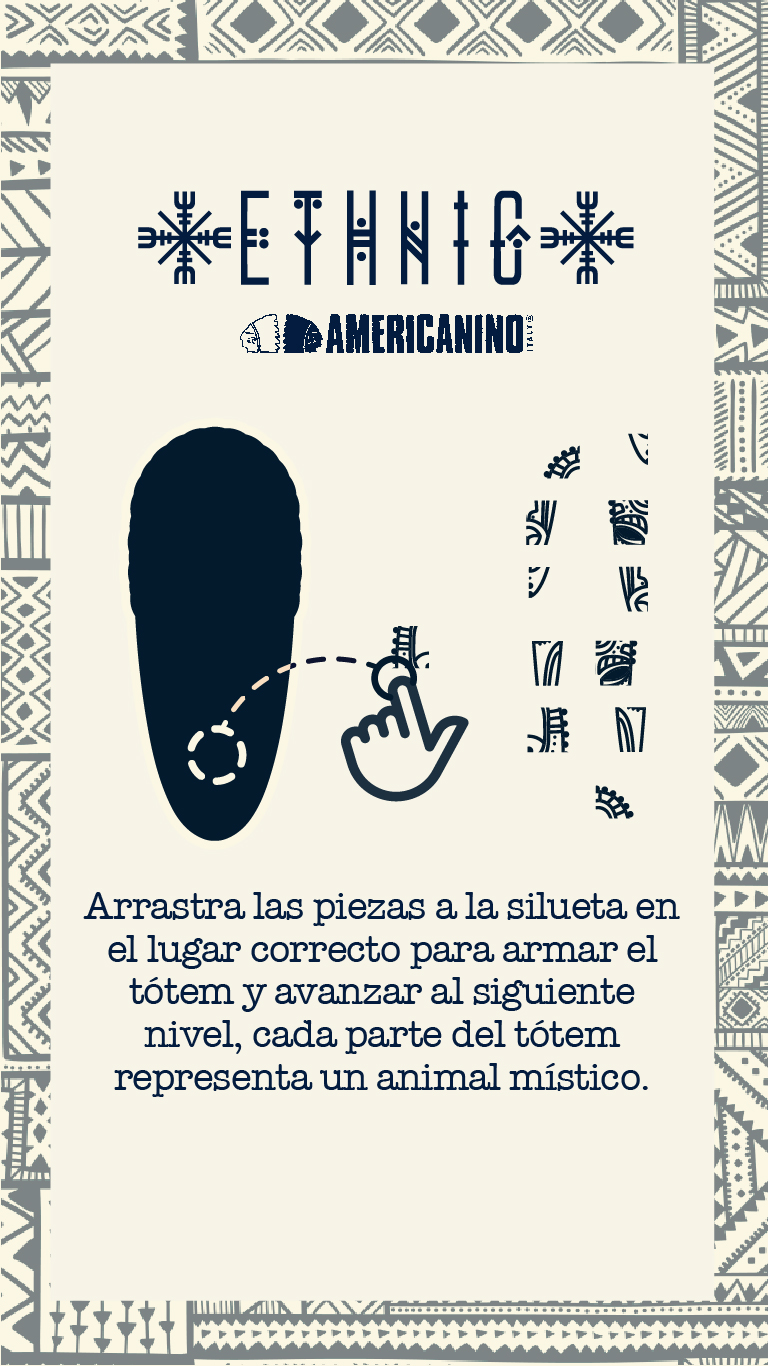 ETHNIC
AMERICANINO ITALY®
Arrastra las piezas a la silueta en
el lugar correcto para armar el
tótem y avanzar al siguiente
nivel, cada parte del tótem
representa un animal místico.